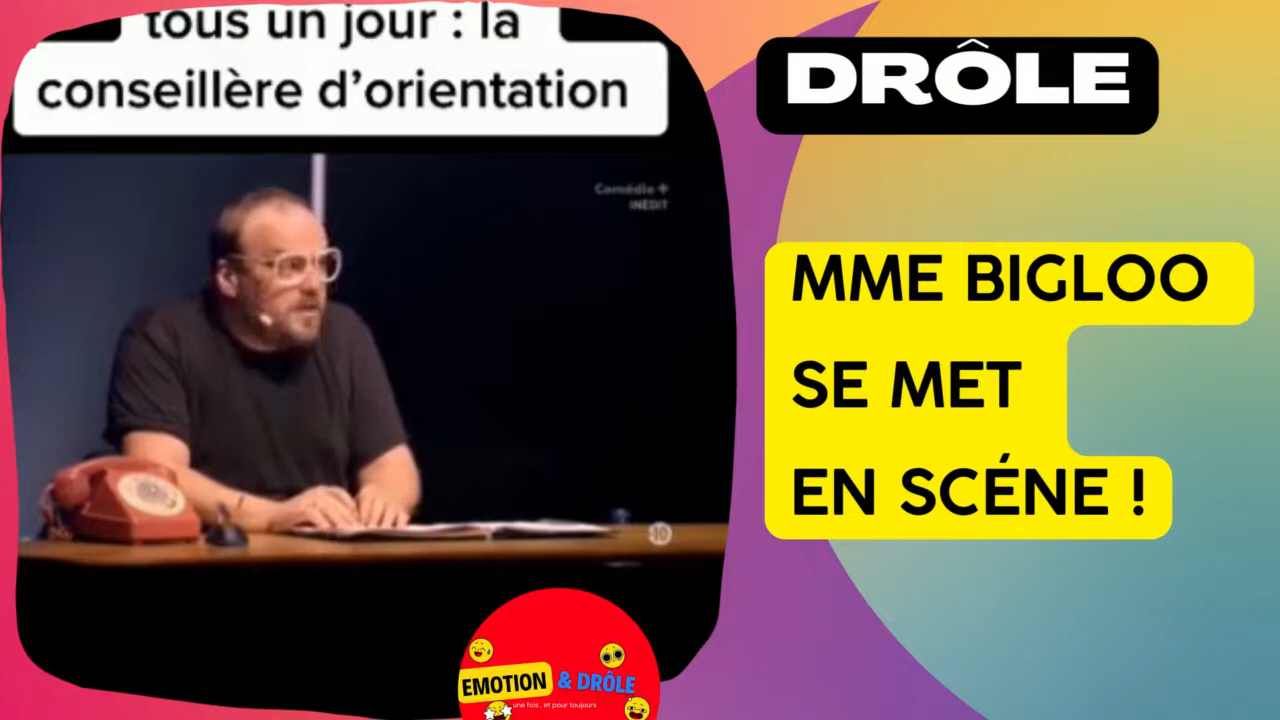 tous un jour : la
conseillère d'orientation
Comédie +
INÉDIT
-10
DRÔLE
MME BIGLOO
SE MET
EN SCÉNE !
EMOTION & DRÔLE
une fois , et pour toujours